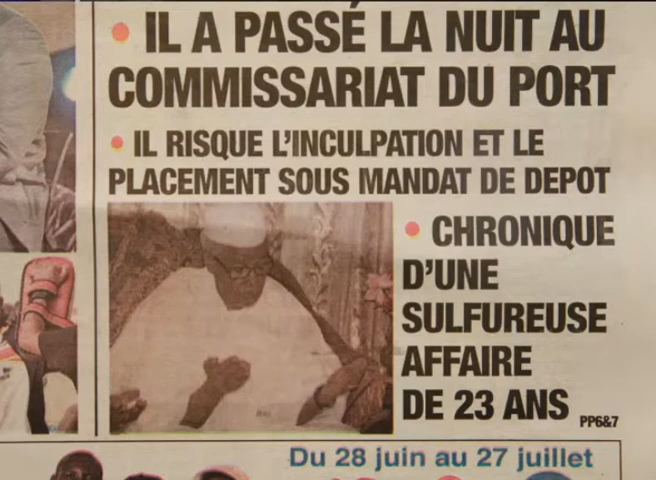 • IL A PASSÉ LA NUIT AU
COMMISSARIAT DU PORT
• IL RISQUE L'INCULPATION ET LE
PLACEMENT SOUS MANDAT DE DEPOT
• CHRONIQUE
D'UNE
SULFUREUSE
AFFAIRE
DE 23 ANS
PP6&7
Du 28 juin au 27 juillet